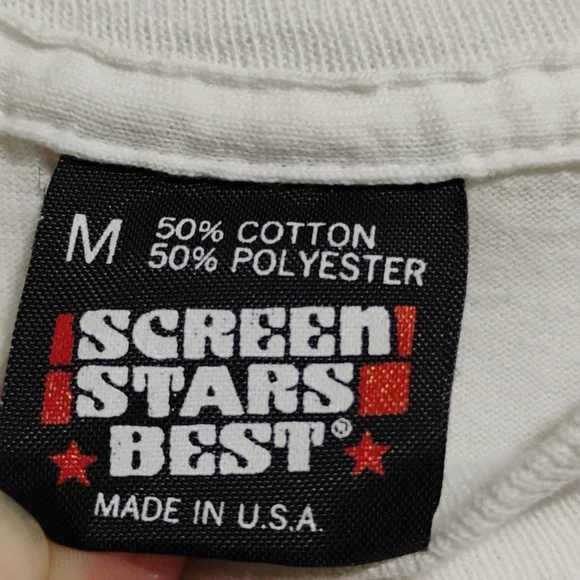 M 50% COTTON
50% POLYESTER
SCREEN
STARS
BEST®
MADE IN U.S.A.